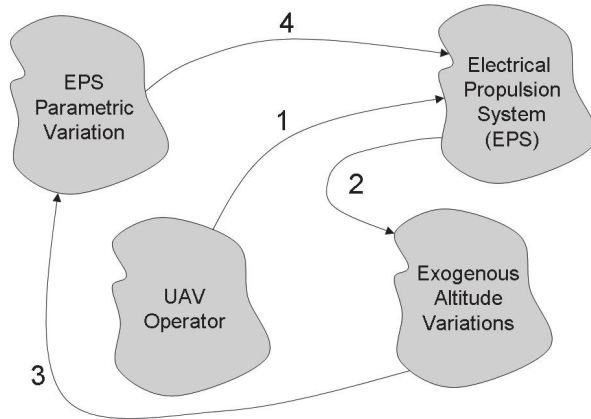 4
EPS
Parametric
Variation
Electrical
Propulsion
System
(EPS)
1
2
UAV
Operator
Exogenous
Altitude
Variations
3